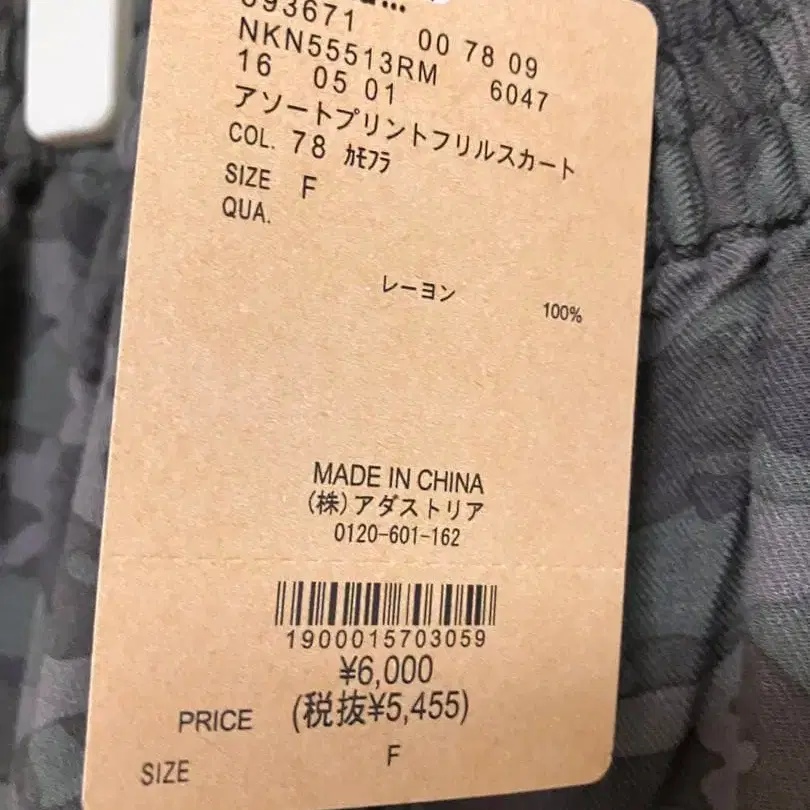 693671 00 78 09
NKN55513RM 6047
16 05 01
アソートプリントフリルスカート
COL. 78 ｶﾓﾌﾗ
SIZE F
QUA.
レーヨン 100%
MADE IN CHINA
(株)アダストリア
0120-601-162
1900015703059
¥6,000
PRICE (税抜¥5,455)
SIZE F